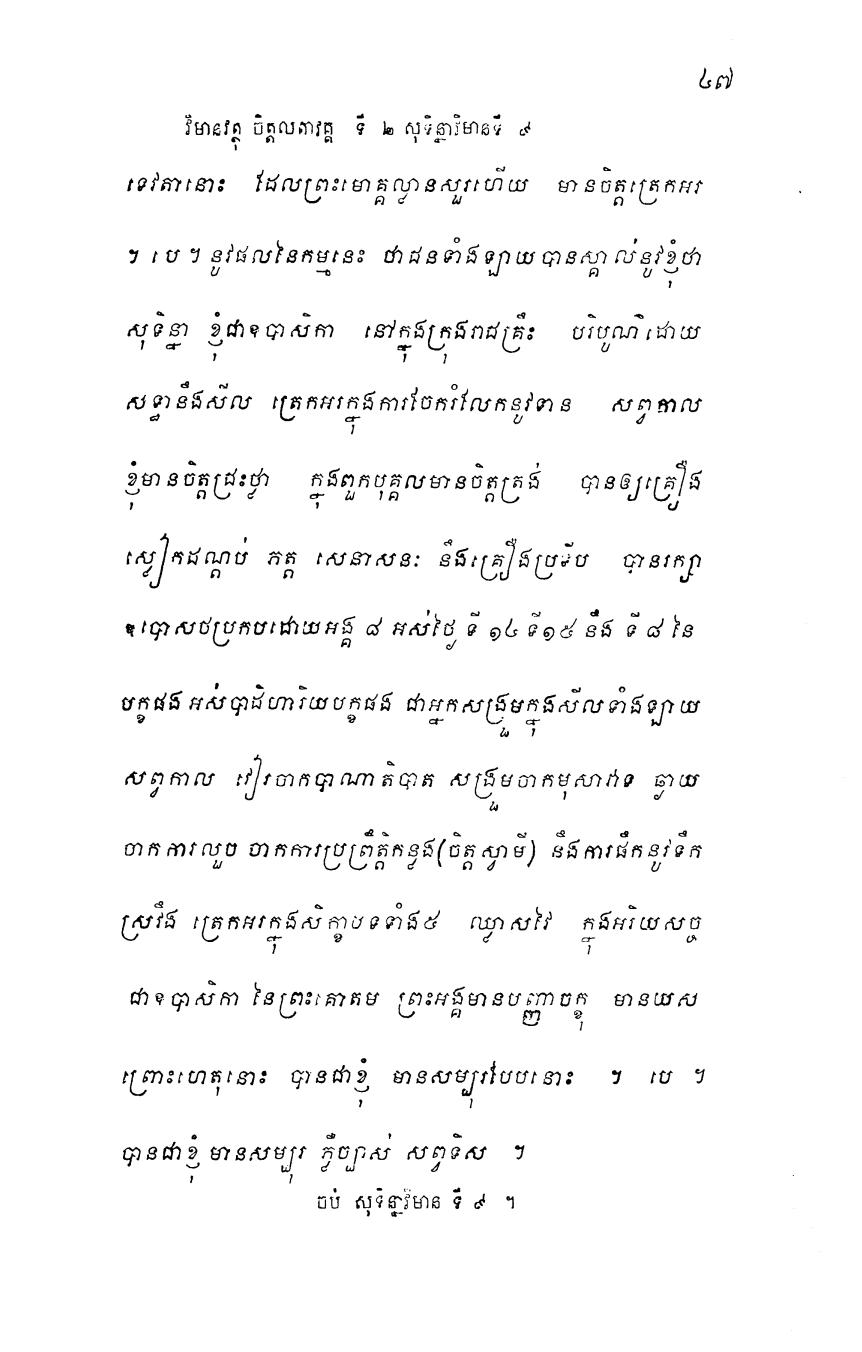 ៤៧
វិមានវត្ថុ ចិត្តលតាវគ្គ ទី ២ សុទិន្នាវិមានទី ៩
ទេវតានោះ ដែលព្រះមោគ្គល្លានសួរហើយ មានចិត្តត្រេកអរ
។ បេ ។ នូវផលនៃកម្មនេះ ថាជនទាំងឡាយបានស្គាល់នូវខ្ញុំថា
សុទិន្នា ខ្ញុំជាឧបាសិកា នៅក្នុងក្រុងរាជគ្រឹះ បរិបូណ៌ដោយ
សទ្ធានឹងសីល ត្រេកអរក្នុងការចែករំលែកនូវទាន សព្វកាល
ខ្ញុំមានចិត្តជ្រះថ្លា ក្នុងពួកបុគ្គលមានចិត្តត្រង់ បានឲ្យគ្រឿង
ស្លៀកដណ្តប់ ភត្ត សេនាសនៈ នឹងគ្រឿងប្រទីប បានរក្សា
ឧបោសថប្រកបដោយអង្គ ៨ អស់ថ្ងៃ ទី ១៤ ទី១៥ នឹង ទី ៨ នៃ
បក្ខផង អស់បាដិហារិយបក្ខផង ជាអ្នកសង្រួមក្នុងសីលទាំងឡាយ
សព្វកាល វៀរចាកបាណាតិបាត សង្រួមចាកមុសាវាទ ឆ្ងាយ
ចាកការលួច ចាកការប្រព្រឹត្តិកន្លង(ចិត្តស្វាមី) នឹងការផឹកនូវទឹក
ស្រវឹង ត្រេកអរក្នុងសិក្ខាបទទាំង៥ ឈ្លាសវៃ ក្នុងអរិយសច្ច
ជាឧបាសិកា នៃព្រះគោតម ព្រះអង្គមានបញ្ញាចក្ខុ មានយស
ព្រោះហេតុនោះ បានជាខ្ញុំ មានសម្បុរបែបនោះ ។ បេ ។
បានជាខ្ញុំ មានសម្បុរ ភ្លឺច្បាស់ សព្វទិស ។
ចប់ សុទិន្នាវិមាន ទី ៩ ។